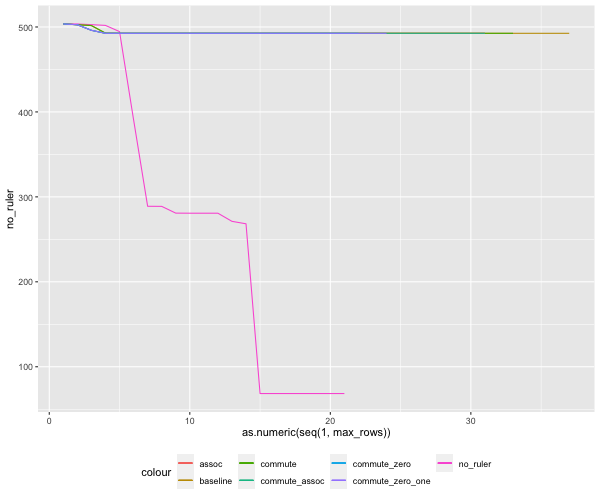 500
400
300
200
100
no_ruler
0
10
20
30
as.numeric(seq(1, max_rows))
colour
assoc
commute
commute_zero
no_ruler
baseline
commute_assoc
commute_zero_one